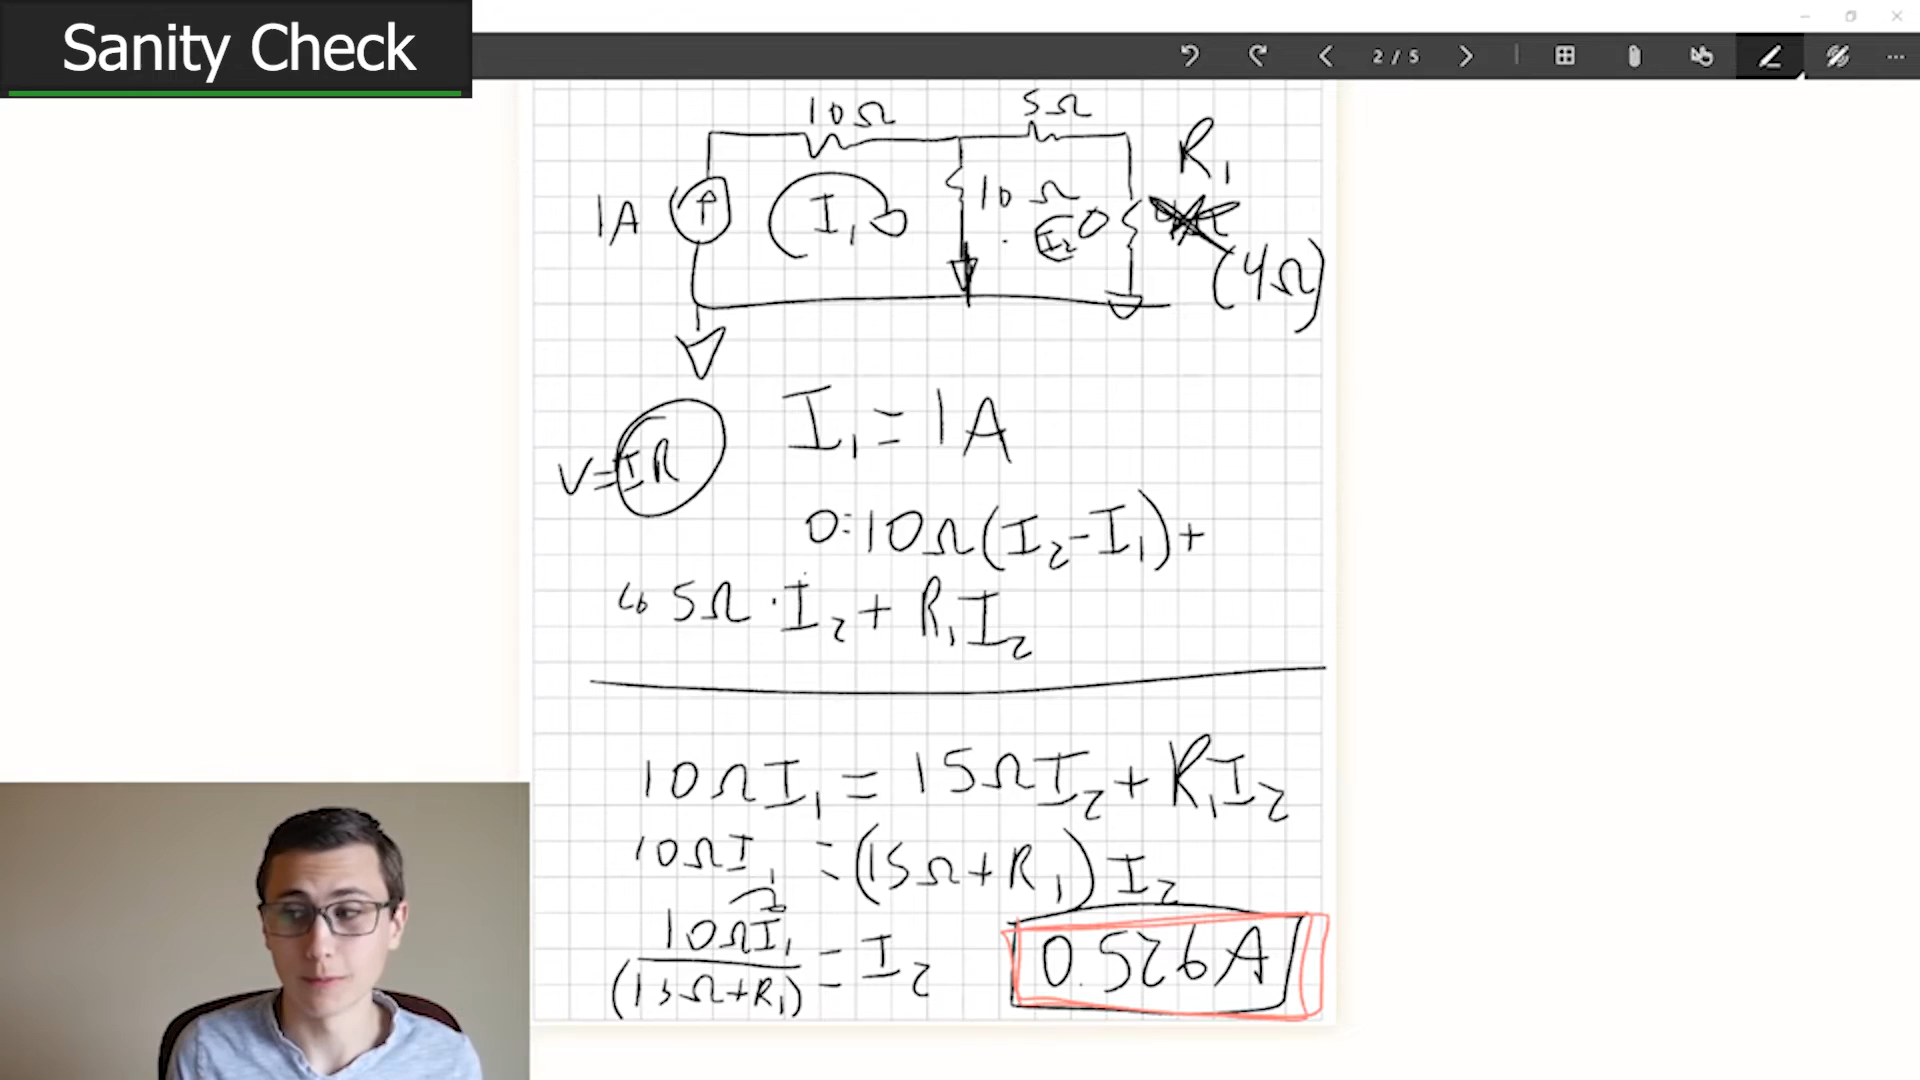 Sanity Check
2 / 5
10Ω 5Ω
R₁
1A I₁ 10Ω I₂
(4Ω)
I₁ = 1A
V=IR
0=10Ω(I₂-I₁)+
↳ 5Ω·I₂+R₁I₂
10ΩI₁ = 15ΩI₂+R₁I₂
10ΩI₁ = (15Ω+R₁)I₂
10ΩI₁/(15Ω+R₁) = I₂ 0.526A